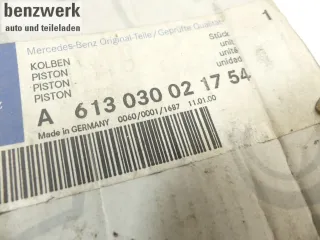 benzwerk
auto und teileladen
Mercedes-Benz Original-Teile/Geprüfte Qualität
KOLBEN
PISTON
PISTON
PISTON
Stück
unit
unité
unidad
1
A 613 030 02 17 54
Made in GERMANY 0060/0001/16B7 11.01.00